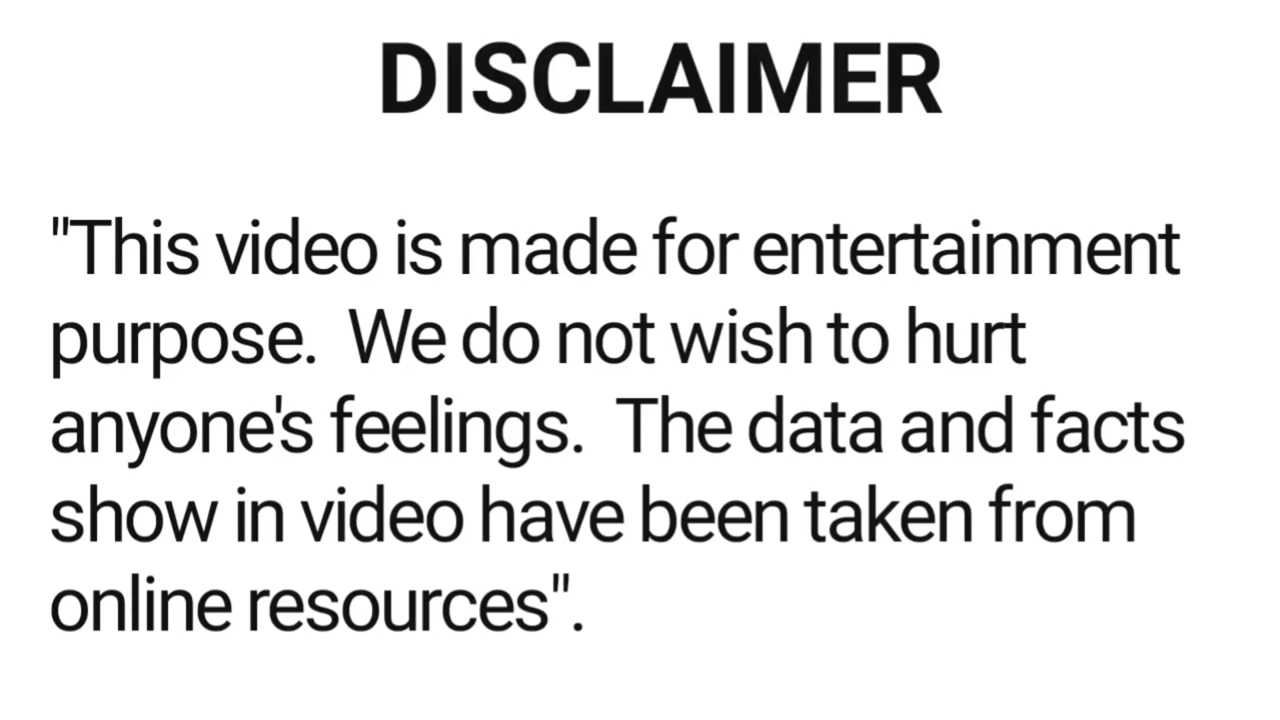 DISCLAIMER
"This video is made for entertainment
purpose.  We do not wish to hurt
anyone's feelings.  The data and facts
show in video have been taken from
online resources".